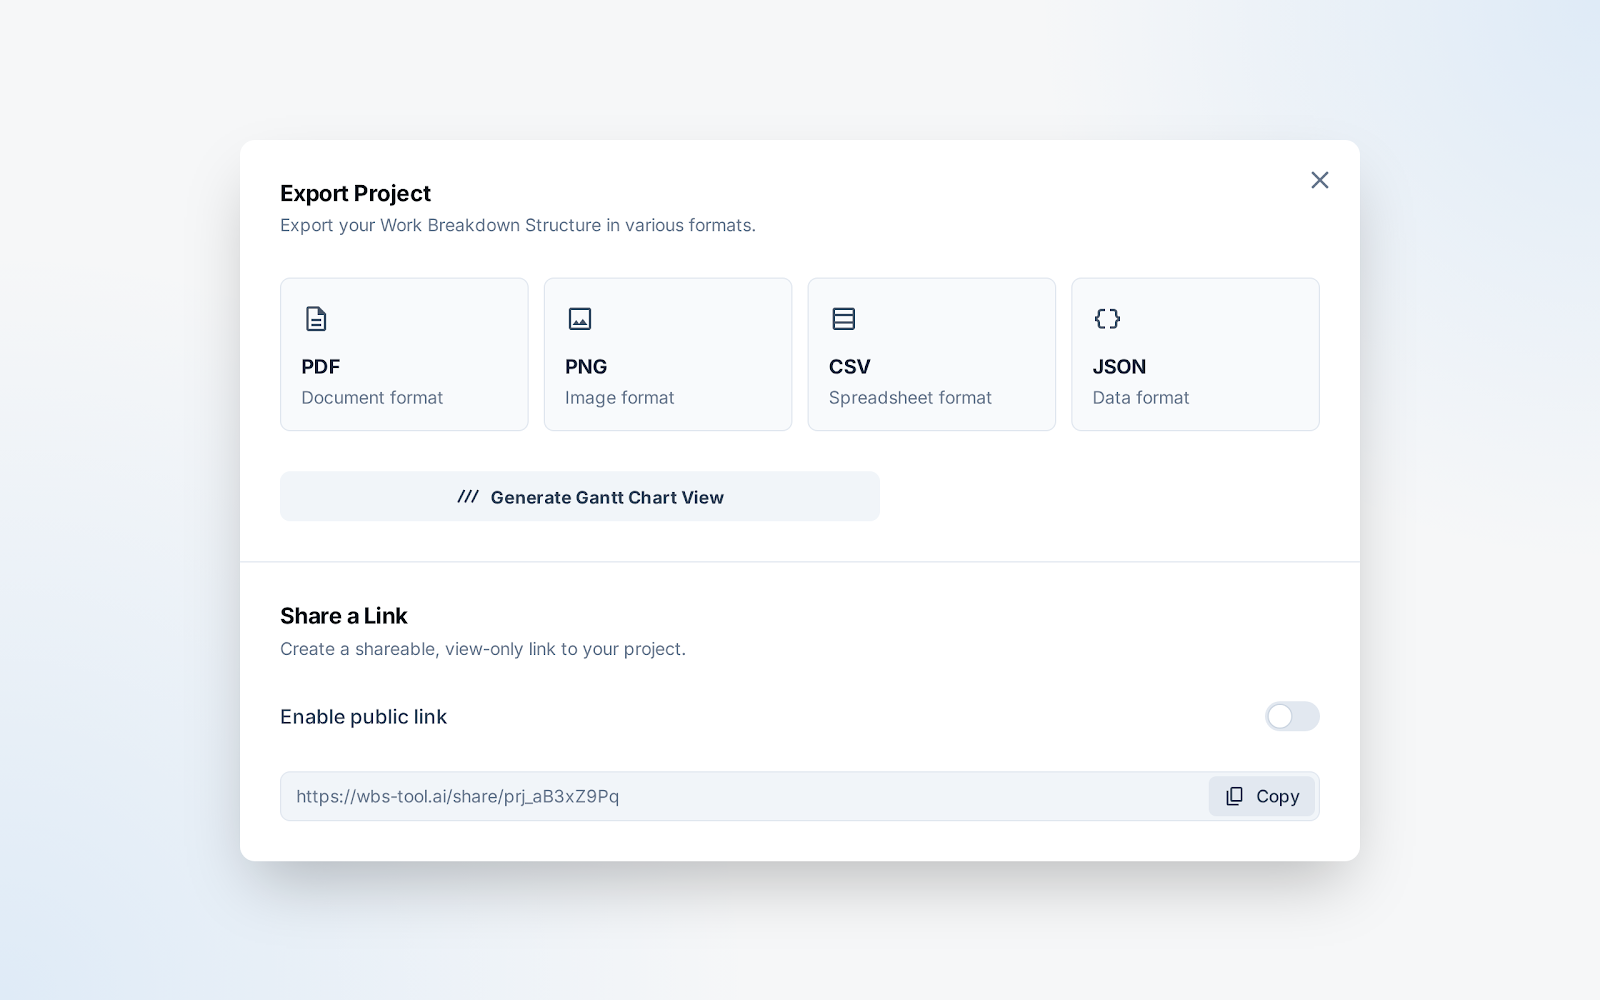 Export Project
Export your Work Breakdown Structure in various formats.
PDF
Document format
PNG
Image format
CSV
Spreadsheet format
JSON
Data format
Generate Gantt Chart View
Share a Link
Create a shareable, view-only link to your project.
Enable public link
https://wbs-tool.ai/share/prj_aB3xZ9Pq
Copy